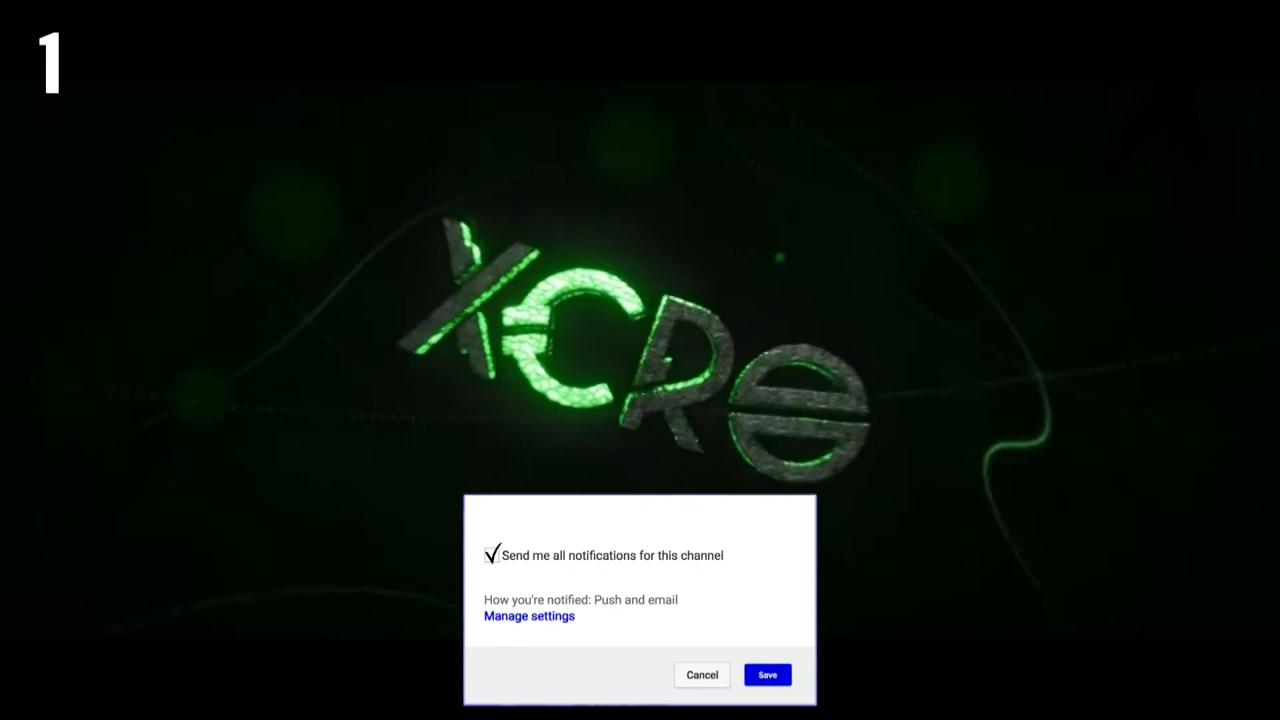 1
XCRO
Send me all notifications for this channel
How you're notified: Push and email
Manage settings
Cancel
Save